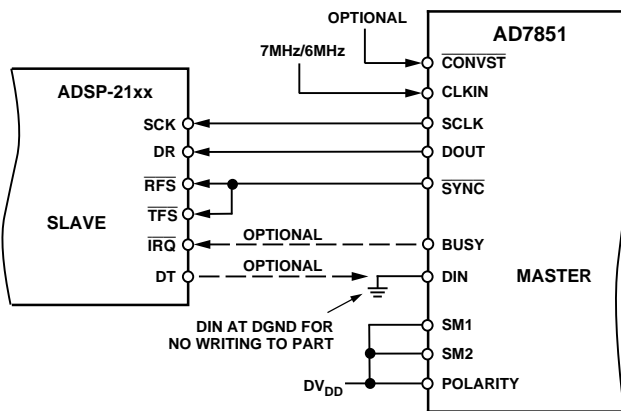 OPTIONAL
AD7851
7MHz/6MHz
CONVST
ADSP-21xx
CLKIN
SCK
SCLK
DR
DOUT
RFS
SYNC
SLAVE
TFS
OPTIONAL
IRQ
BUSY
OPTIONAL
DT
DIN
MASTER
DIN AT DGND FOR
NO WRITING TO PART
SM1
SM2
DVDD
POLARITY